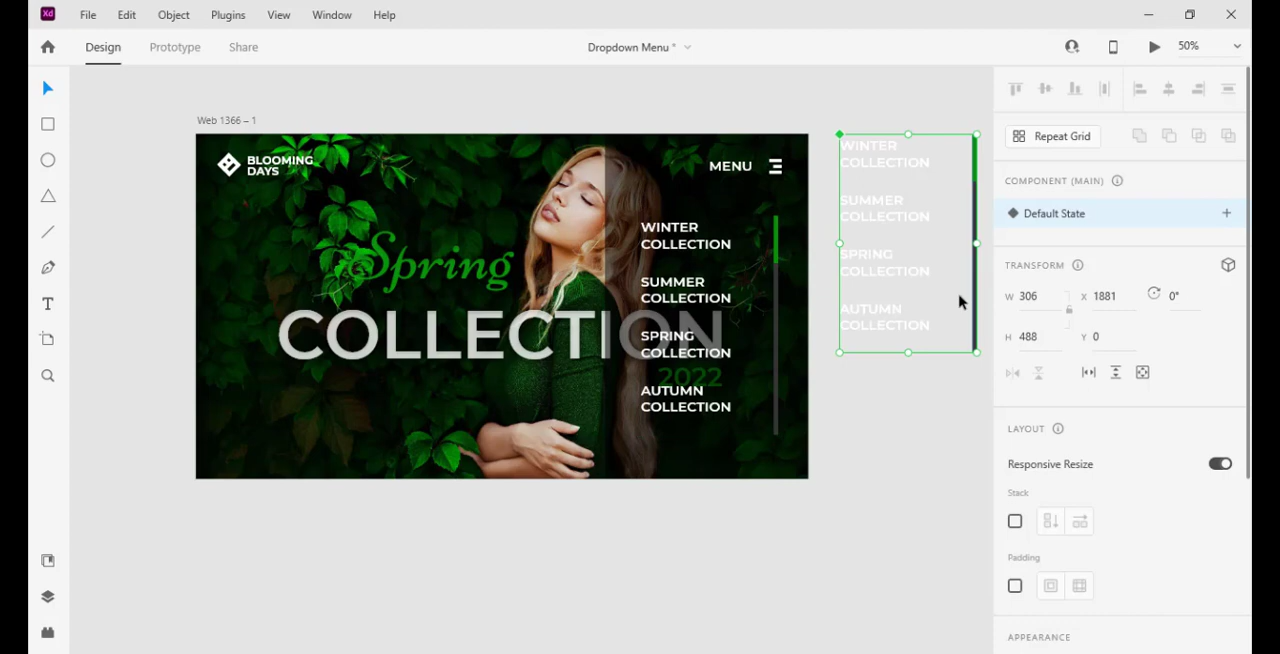 Xd File Edit Object Plugins View Window Help
Design Prototype Share Dropdown Menu * 50%
Web 1366 – 1
BLOOMING
DAYS
MENU
Spring
COLLECTION
2022
WINTER
COLLECTION
SUMMER
COLLECTION
SPRING
COLLECTION
AUTUMN
COLLECTION
WINTER
COLLECTION
SUMMER
COLLECTION
SPRING
COLLECTION
AUTUMN
COLLECTION
Repeat Grid
COMPONENT (MAIN)
Default State
TRANSFORM
W 306 X 1881 0°
H 488 Y 0
LAYOUT
Responsive Resize
Stack
Padding
APPEARANCE